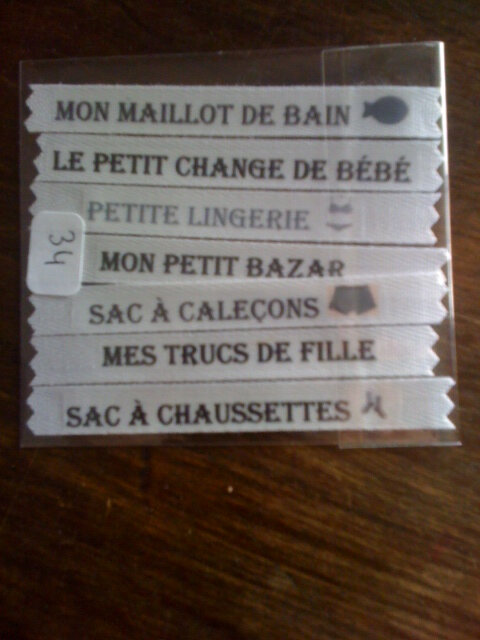 MON MAILLOT DE BAIN
LE PETIT CHANGE DE BÉBÉ
PETITE LINGERIE
34
MON PETIT BAZAR
SAC À CALEÇONS
MES TRUCS DE FILLE
SAC À CHAUSSETTES